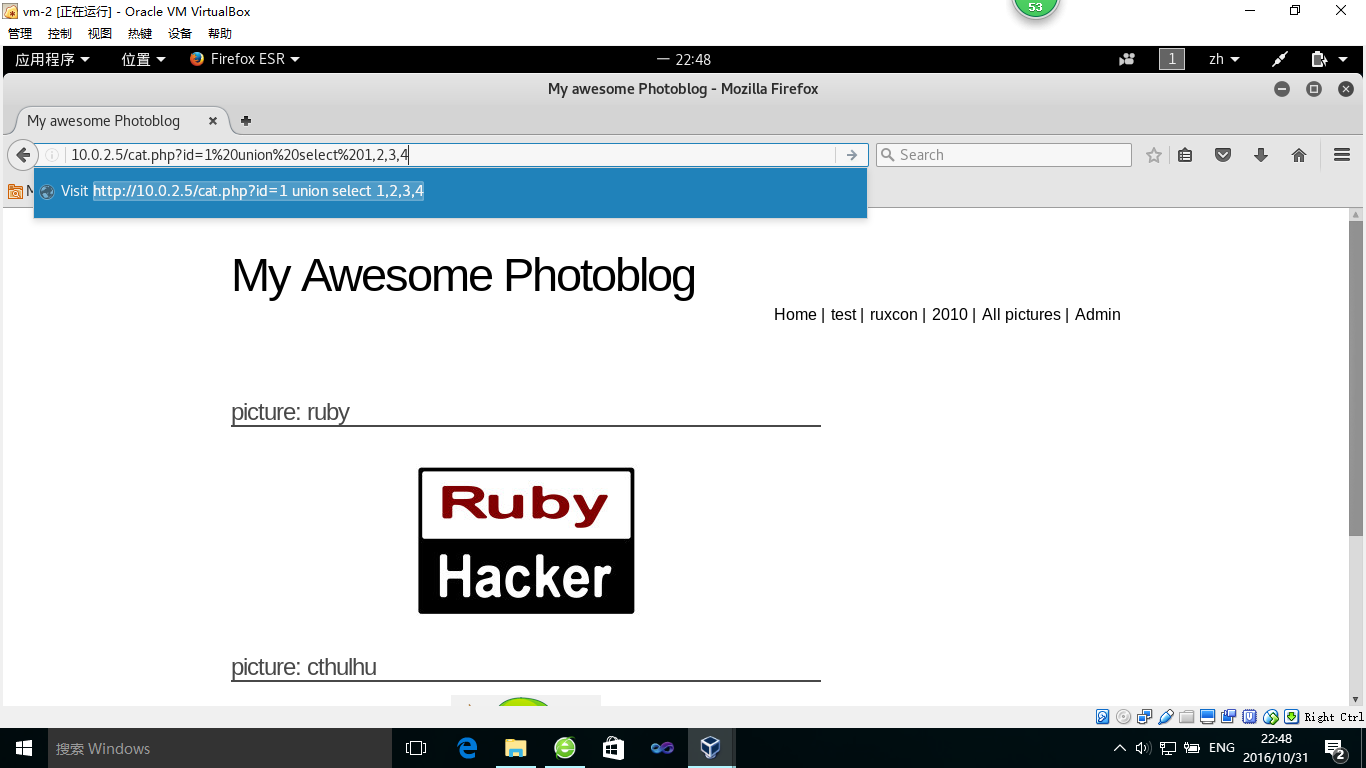 vm-2 [正在运行] - Oracle VM VirtualBox
53
管理 控制 视图 热键 设备 帮助
应用程序 位置 Firefox ESR 一 22:48 1 zh
My awesome Photoblog - Mozilla Firefox
My awesome Photoblog
10.0.2.5/cat.php?id=1%20union%20select%201,2,3,4 Search
M Visit http://10.0.2.5/cat.php?id=1 union select 1,2,3,4
My Awesome Photoblog
Home | test | ruxcon | 2010 | All pictures | Admin
picture: ruby
Ruby
Hacker
picture: cthulhu
Right Ctrl
搜索 Windows ENG 22:48
2016/10/31 2